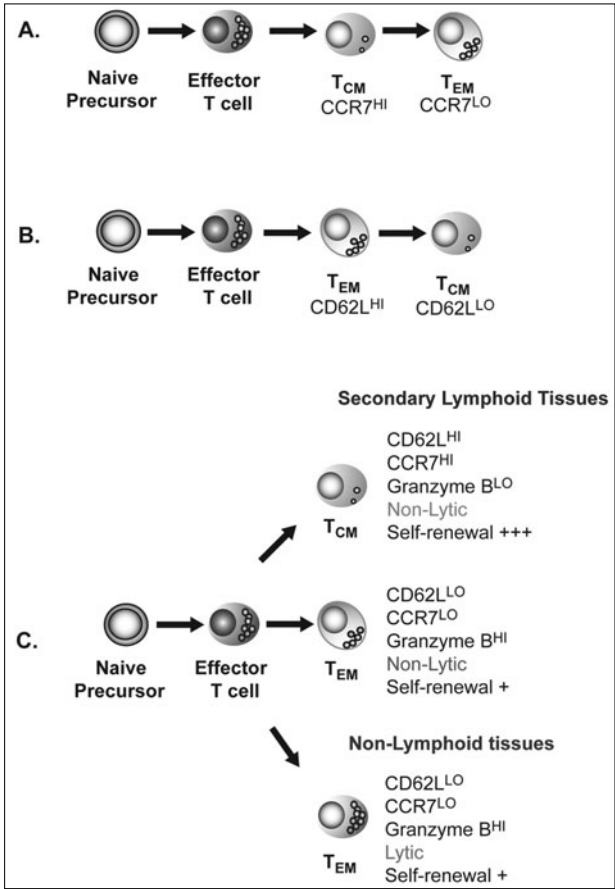 A.
Naive
Precursor
Effector
T cell
TCM
CCR7HI
TEM
CCR7LO
B.
Naive
Precursor
Effector
T cell
TEM
CD62LHI
TCM
CD62LLO
Secondary Lymphoid Tissues
TCM
CD62LHI
CCR7HI
Granzyme BLO
Non-Lytic
Self-renewal +++
C.
Naive
Precursor
Effector
T cell
TEM
CD62LLO
CCR7LO
Granzyme BHI
Non-Lytic
Self-renewal +
Non-Lymphoid tissues
TEM
CD62LLO
CCR7LO
Granzyme BHI
Lytic
Self-renewal +